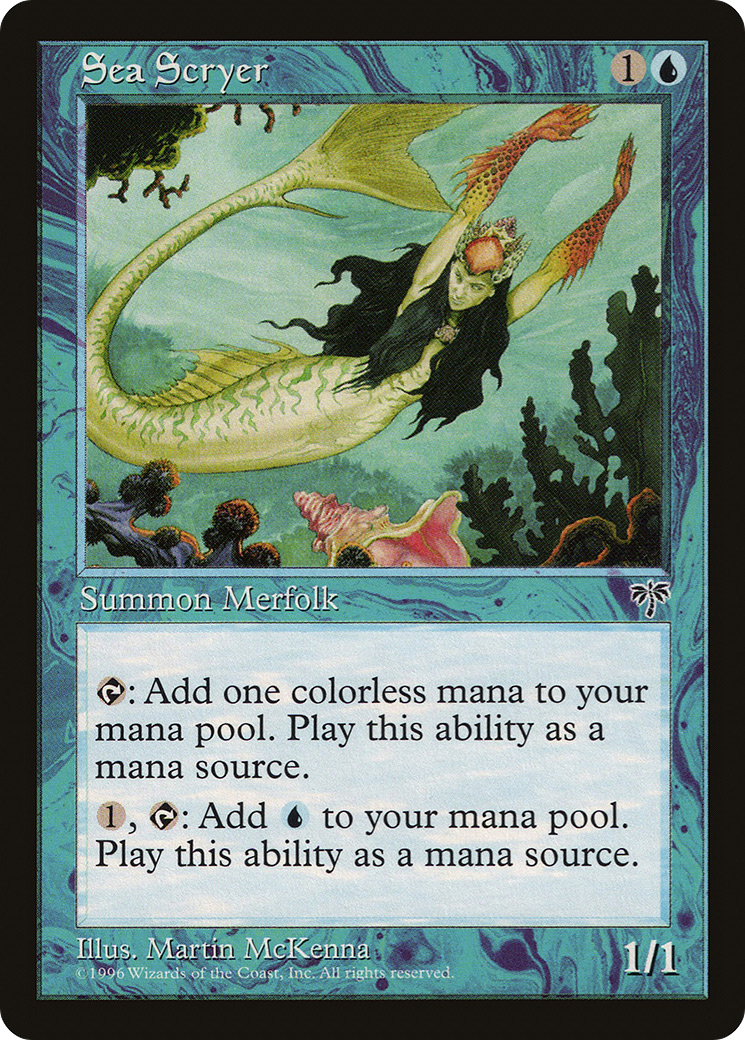 Sea Scryer 1
Summon Merfolk
: Add one colorless mana to your
mana pool. Play this ability as a
mana source.
1, : Add to your mana pool.
Play this ability as a mana source.
Illus. Martin McKenna
©1996 Wizards of the Coast, Inc. All rights reserved.
1/1